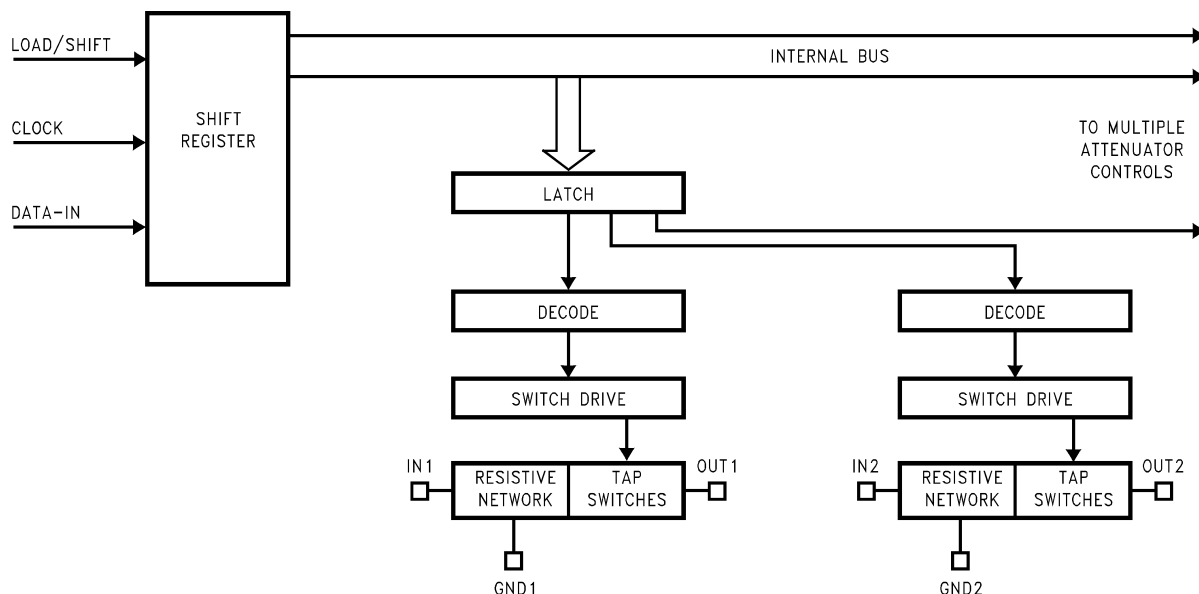 LOAD/SHIFT
CLOCK
DATA-IN
SHIFT
REGISTER
INTERNAL BUS
TO MULTIPLE
ATTENUATOR
CONTROLS
LATCH
DECODE
DECODE
SWITCH DRIVE
SWITCH DRIVE
IN1
RESISTIVE
NETWORK
TAP
SWITCHES
OUT1
GND1
IN2
RESISTIVE
NETWORK
TAP
SWITCHES
OUT2
GND2